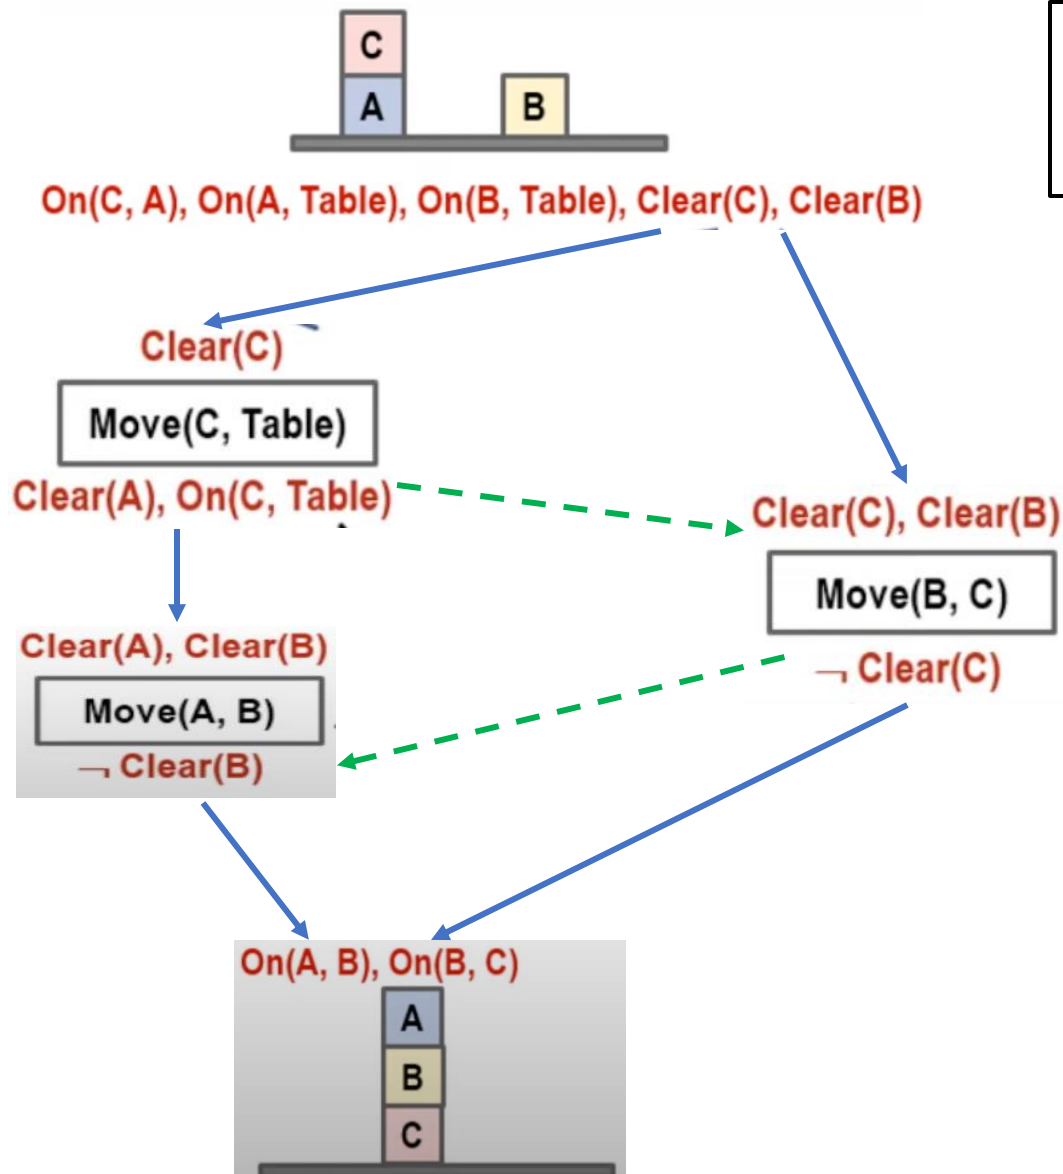 C
A
B
On(C, A), On(A, Table), On(B, Table), Clear(C), Clear(B)
Clear(C)
Move(C, Table)
Clear(A), On(C, Table)
Clear(C), Clear(B)
Move(B, C)
¬ Clear(C)
Clear(A), Clear(B)
Move(A, B)
¬ Clear(B)
On(A, B), On(B, C)
A
B
C